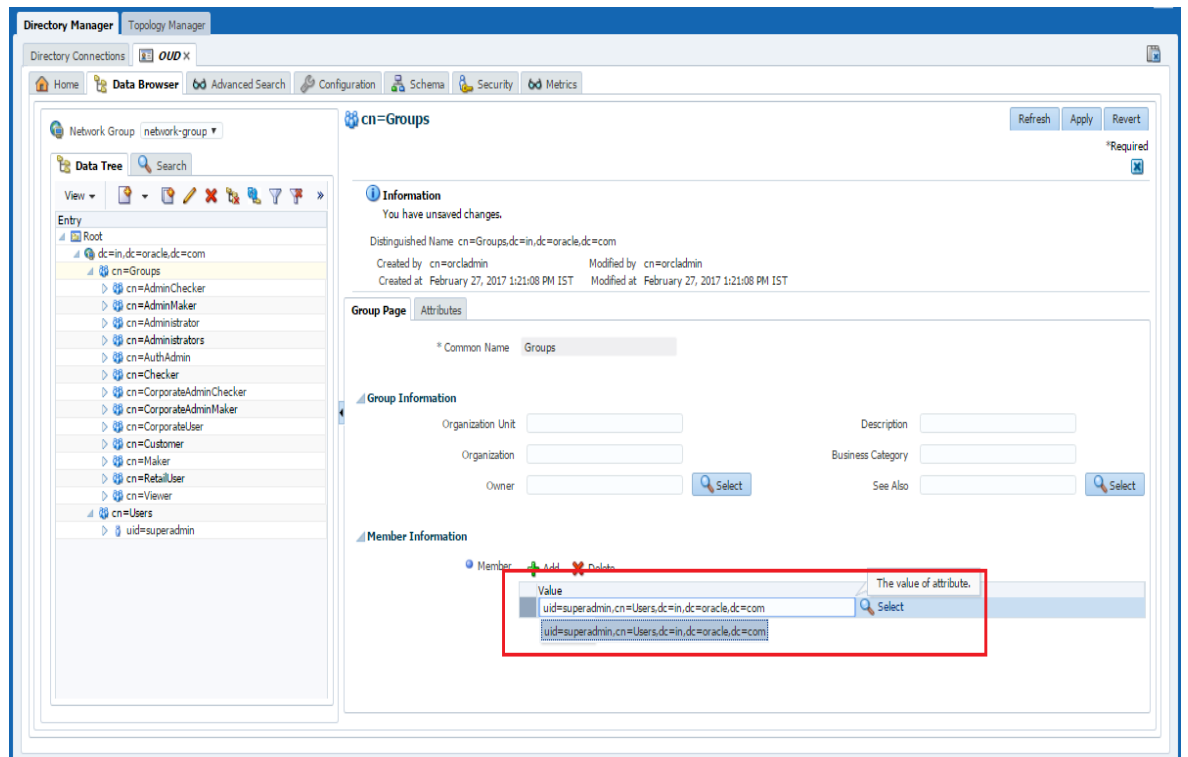 Directory Manager Topology Manager
Directory Connections OUD ×
Home Data Browser Advanced Search Configuration Schema Security Metrics
Network Group network-group
Data Tree Search
View »
Entry
Root
dc=in,dc=oracle,dc=com
cn=Groups
cn=AdminChecker
cn=AdminMaker
cn=Administrator
cn=Administrators
cn=AuthAdmin
cn=Checker
cn=CorporateAdminChecker
cn=CorporateAdminMaker
cn=CorporateUser
cn=Customer
cn=Maker
cn=RetailUser
cn=Viewer
cn=Users
uid=superadmin
cn=Groups
Refresh Apply Revert
*Required
Information
You have unsaved changes.
Distinguished Name cn=Groups,dc=in,dc=oracle,dc=com
Created by cn=orcladmin Modified by cn=orcladmin
Created at February 27, 2017 1:21:08 PM IST Modified at February 27, 2017 1:21:08 PM IST
Group Page Attributes
* Common Name Groups
Group Information
Organization Unit Description
Organization Business Category
Owner Select See Also Select
Member Information
Member Add Delete
Value
The value of attribute.
uid=superadmin,cn=Users,dc=in,dc=oracle,dc=com Select
uid=superadmin,cn=Users,dc=in,dc=oracle,dc=com